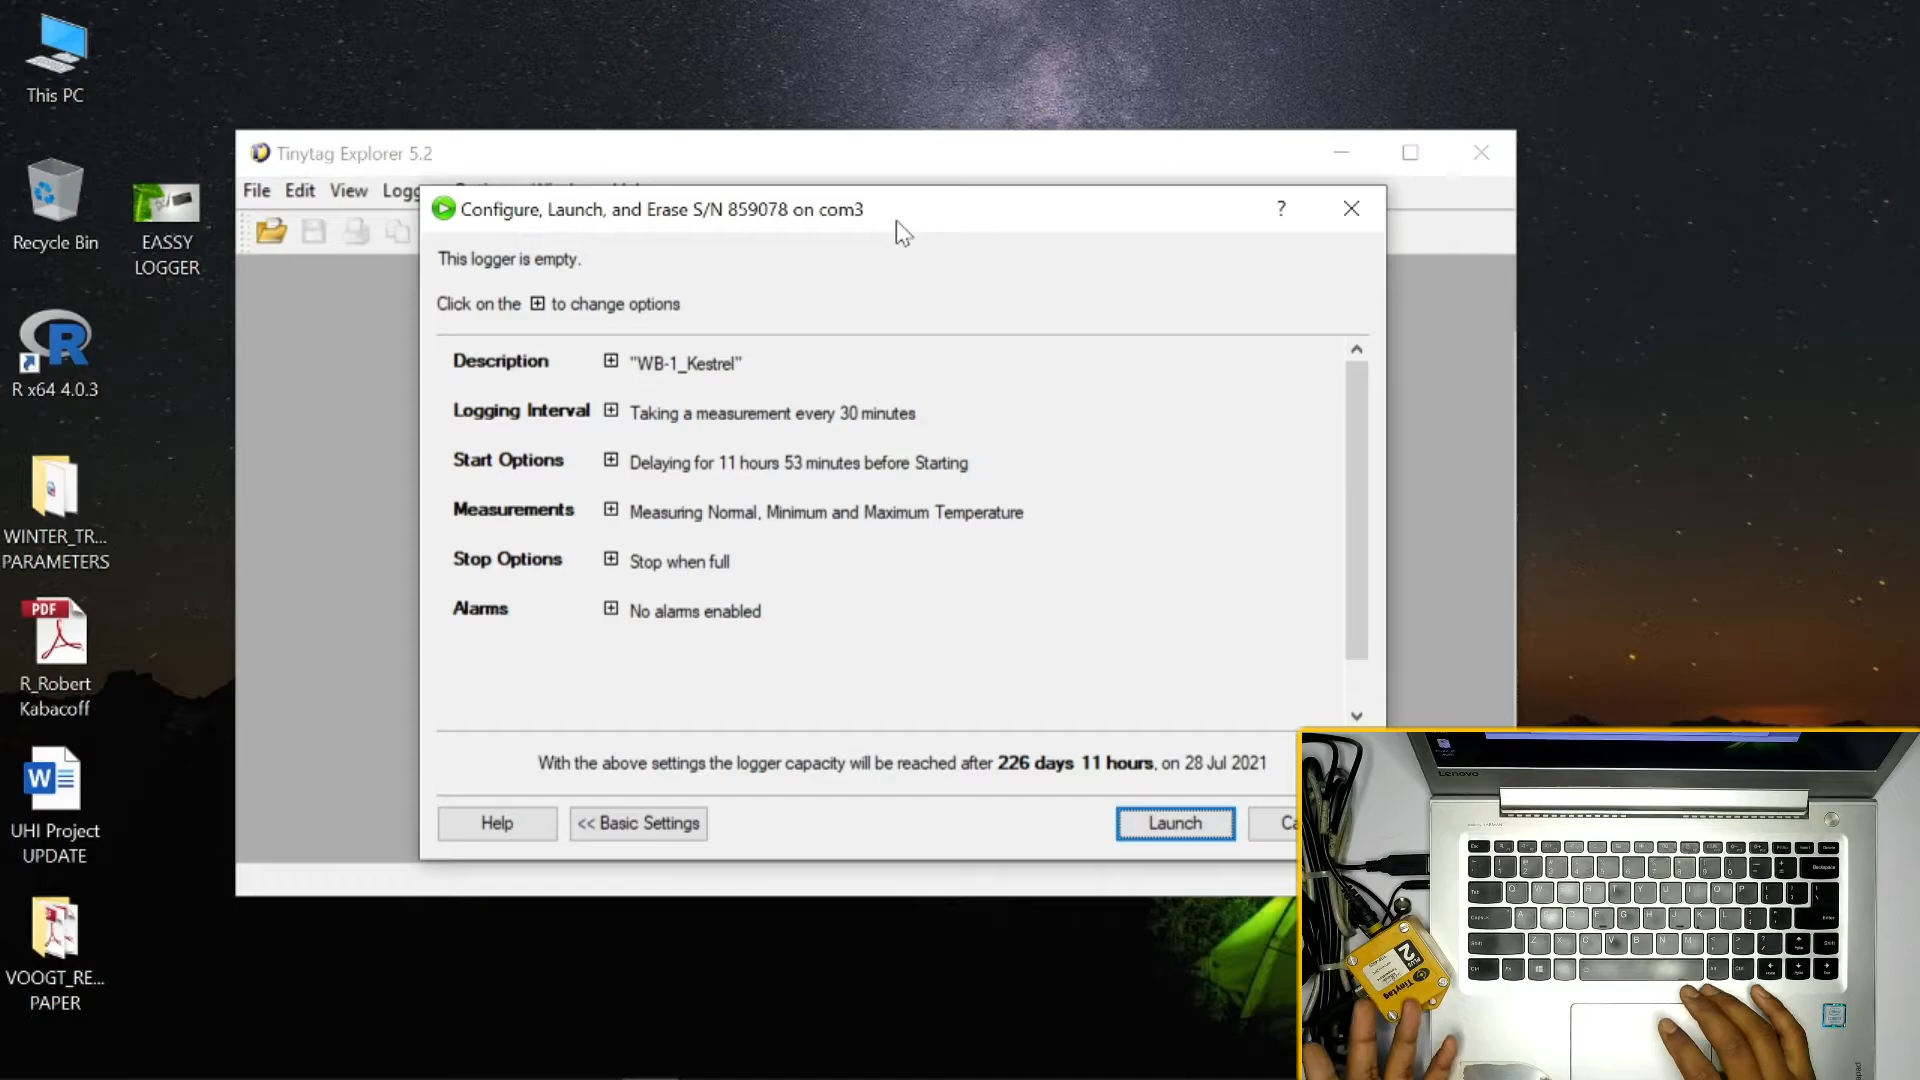 This PC
Recycle Bin
EASSY
LOGGER
R x64 4.0.3
WINTER_TR...
PARAMETERS
PDF
R_Robert
Kabacoff
W
UHI Project
UPDATE
VOOGT_RE...
PAPER
Tinytag Explorer 5.2
File Edit View
Configure, Launch, and Erase S/N 859078 on com3
?
This logger is empty.
Click on the ⊞ to change options
Description ⊞ "WB-1_Kestrel"
Logging Interval ⊞ Taking a measurement every 30 minutes
Start Options ⊞ Delaying for 11 hours 53 minutes before Starting
Measurements ⊞ Measuring Normal, Minimum and Maximum Temperature
Stop Options ⊞ Stop when full
Alarms ⊞ No alarms enabled
With the above settings the logger capacity will be reached after 226 days 11 hours, on 28 Jul 2021
Help << Basic Settings Launch
Lenovo
Tinytag
PLUS
2